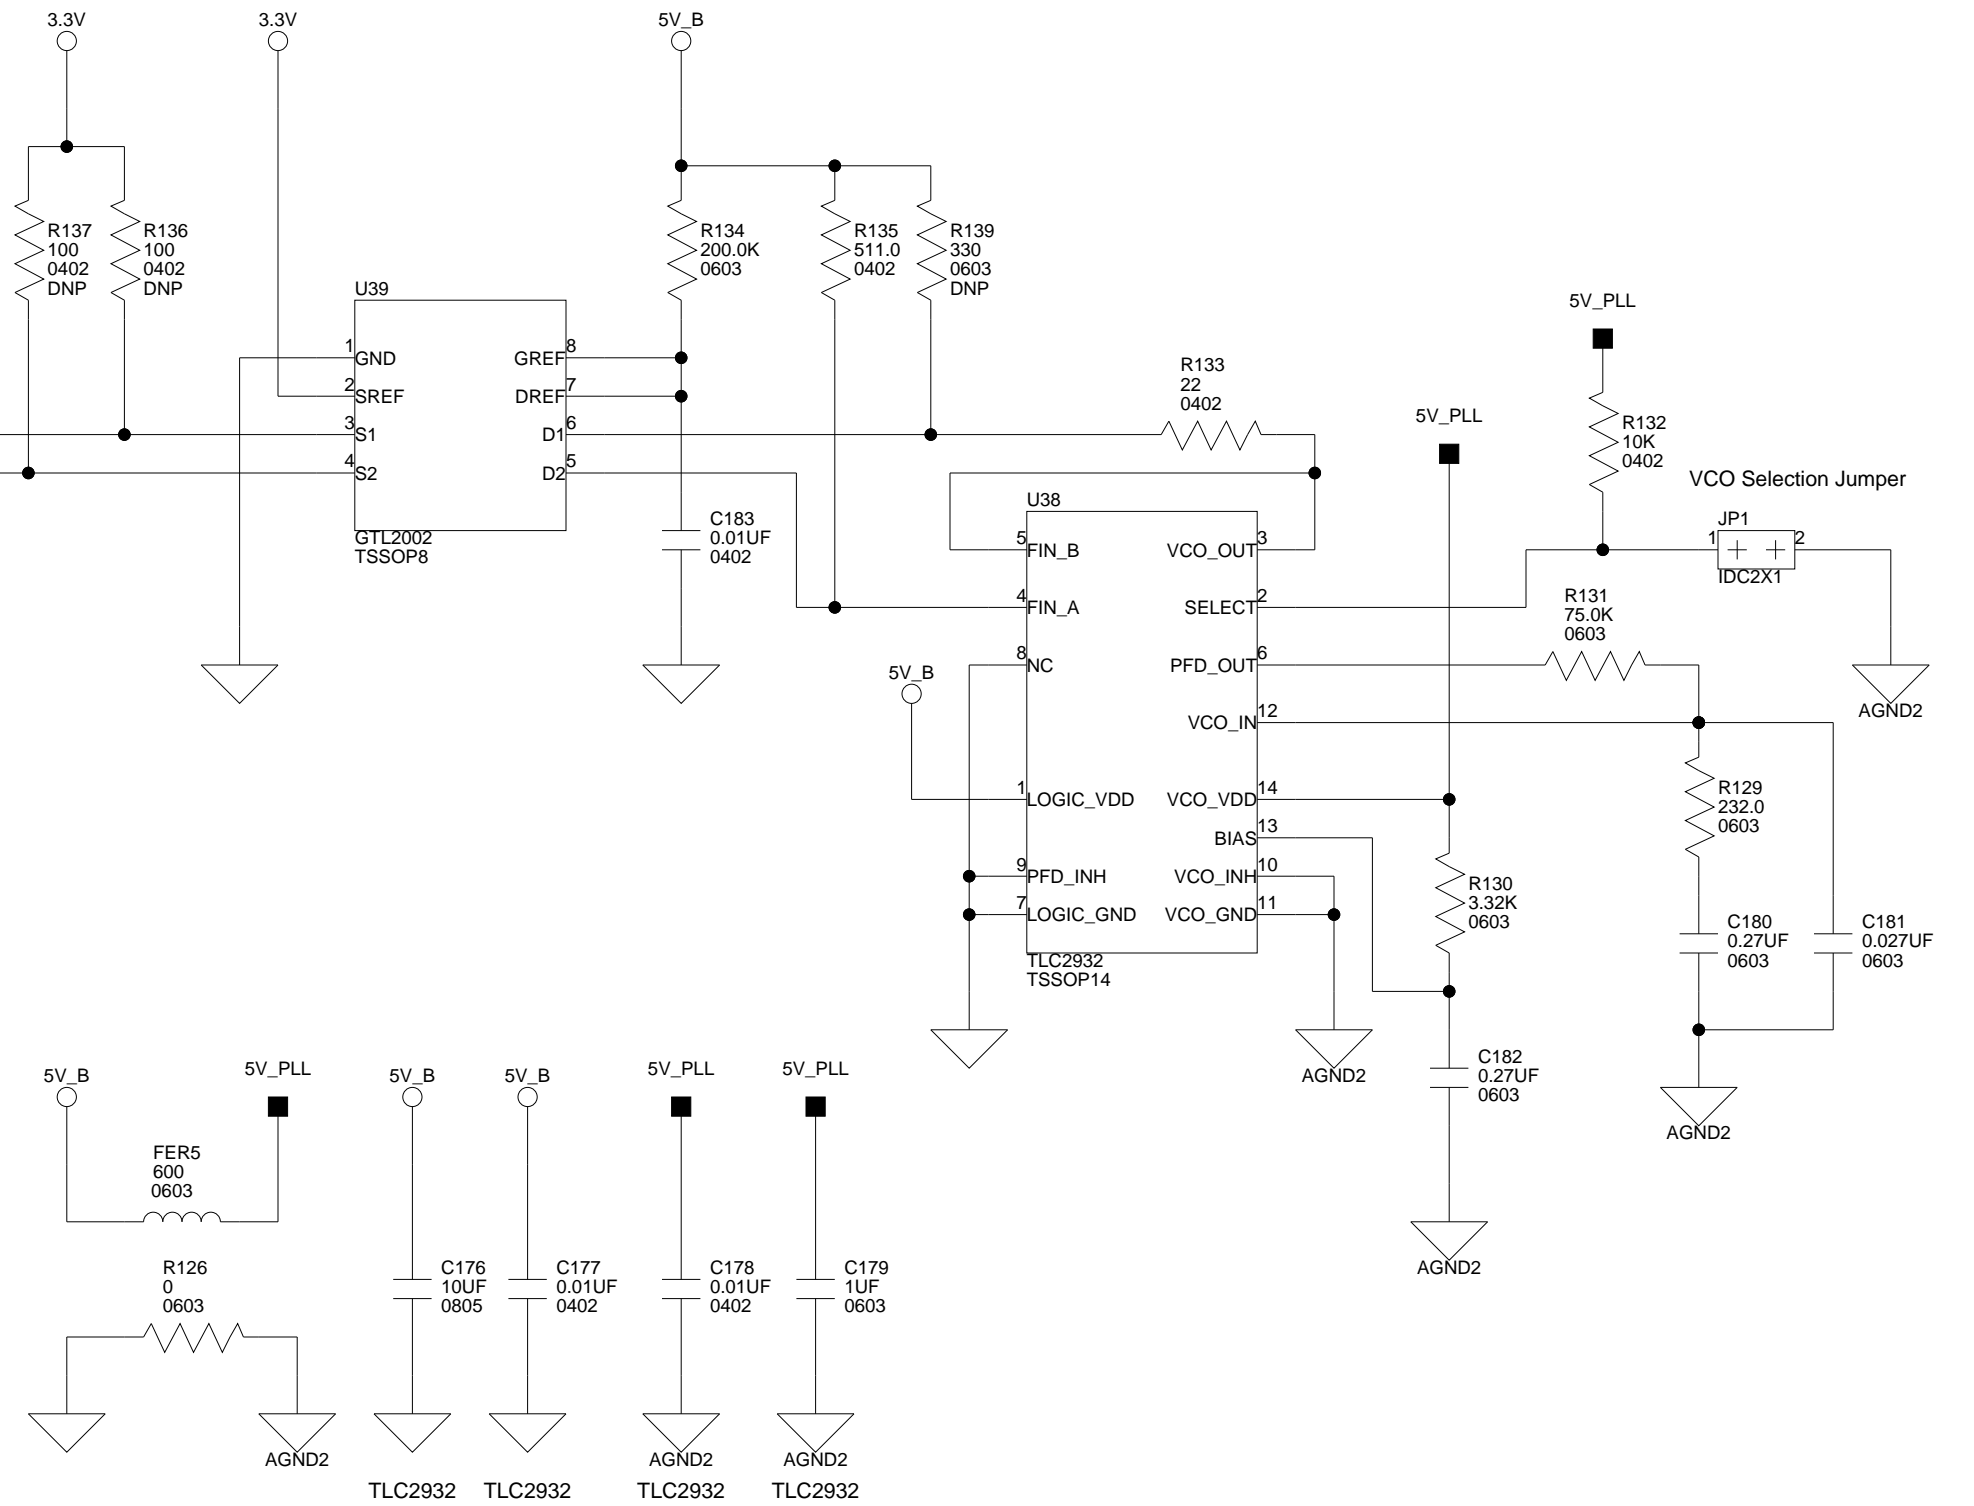 3.3V
3.3V
5V_B
R137
100
0402
DNP
R136
100
0402
DNP
R134
200.0K
0603
R135
511.0
0402
R139
330
0603
DNP
U39
1
GND
2
SREF
3
S1
4
S2
8
GREF
7
DREF
6
D1
5
D2
GTL2002
TSSOP8
C183
0.01UF
0402
R133
22
0402
5V_PLL
5V_PLL
R132
10K
0402
VCO Selection Jumper
JP1
1
2
IDC2X1
U38
5
FIN_B
4
FIN_A
8
NC
1
LOGIC_VDD
9
PFD_INH
7
LOGIC_GND
3
VCO_OUT
2
SELECT
6
PFD_OUT
12
VCO_IN
14
VCO_VDD
13
BIAS
10
VCO_INH
11
VCO_GND
TLC2932
TSSOP14
5V_B
R131
75.0K
0603
AGND2
R129
232.0
0603
R130
3.32K
0603
C180
0.27UF
0603
C181
0.027UF
0603
AGND2
C182
0.27UF
0603
AGND2
AGND2
5V_B
5V_PLL
FER5
600
0603
R126
0
0603
AGND2
5V_B
C176
10UF
0805
TLC2932
5V_B
C177
0.01UF
0402
TLC2932
5V_PLL
C178
0.01UF
0402
AGND2
TLC2932
5V_PLL
C179
1UF
0603
AGND2
TLC2932